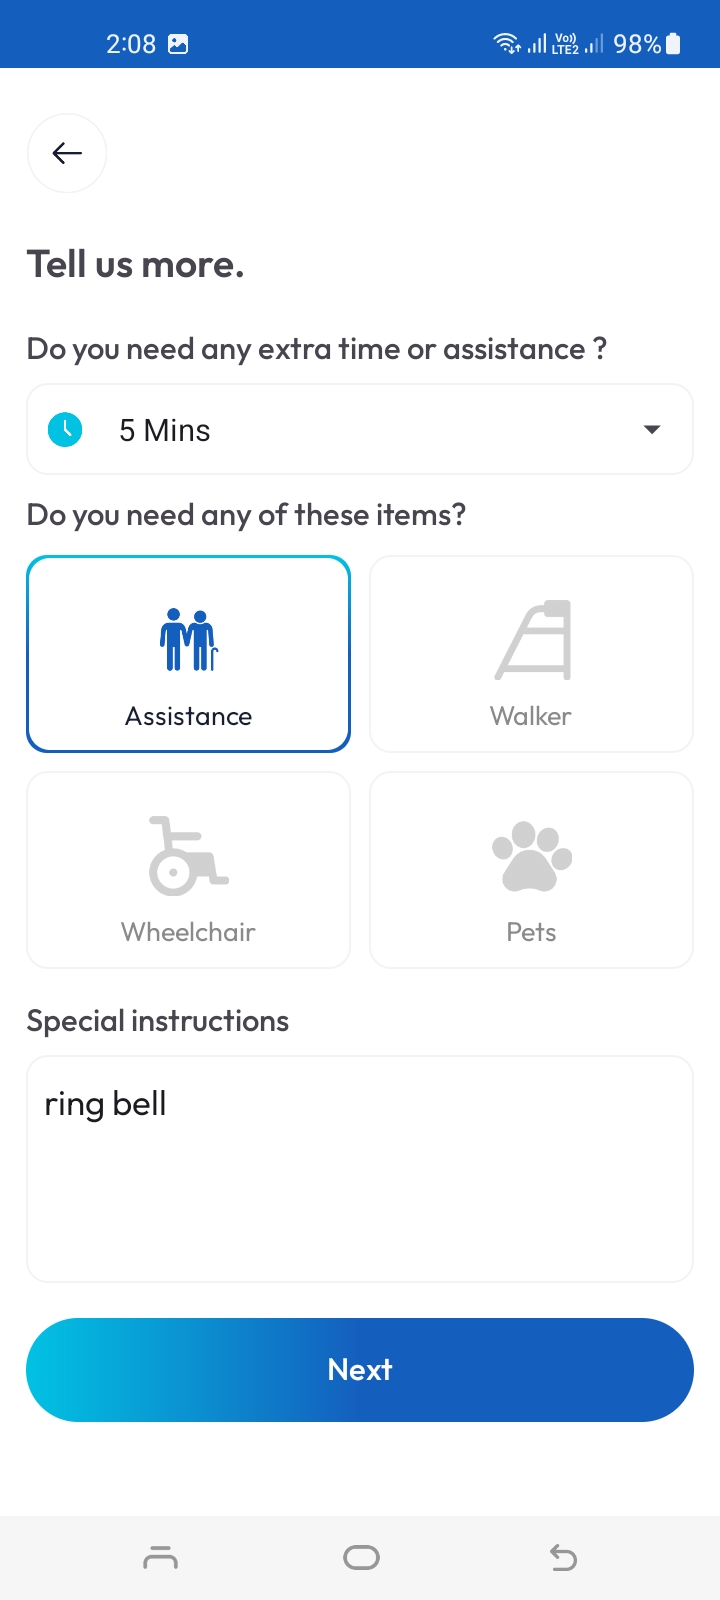 2:08 Vo)) LTE2 98%
Tell us more.
Do you need any extra time or assistance ?
5 Mins
Do you need any of these items?
Assistance Walker
Wheelchair Pets
Special instructions
ring bell
Next